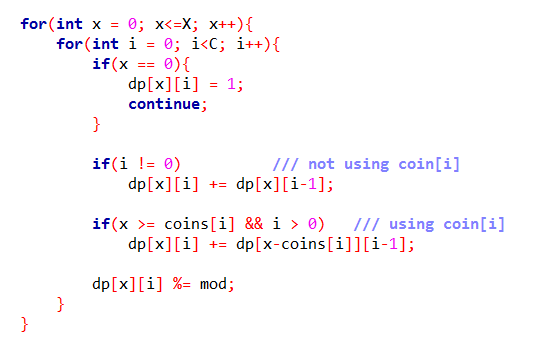 for(int x = 0; x<=X; x++){
    for(int i = 0; i<C; i++){
        if(x == 0){
            dp[x][i] = 1;
            continue;
        }

        if(i != 0)          /// not using coin[i]
            dp[x][i] += dp[x][i-1];

        if(x >= coins[i] && i > 0)   /// using coin[i]
            dp[x][i] += dp[x-coins[i]][i-1];

        dp[x][i] %= mod;
    }
}